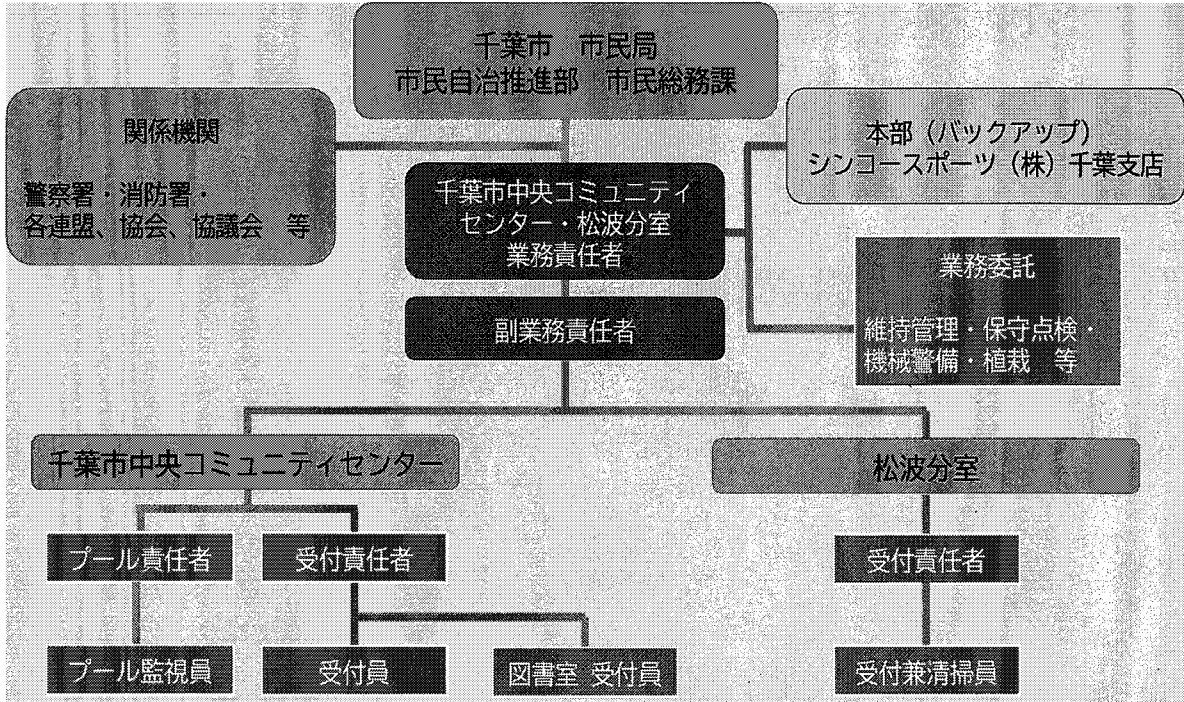 千葉市　市民局
市民自治推進部　市民総務課
関係機関
警察署・消防署・
各連盟、協会、協議会　等
本部（バックアップ）
シンコースポーツ（株）千葉支店
千葉市中央コミュニティ
センター・松波分室
業務責任者
業務委託
維持管理・保守点検・
機械警備・植栽　等
副業務責任者
千葉市中央コミュニティセンター
松波分室
プール責任者
受付責任者
受付責任者
プール監視員
受付員
図書室 受付員
受付兼清掃員